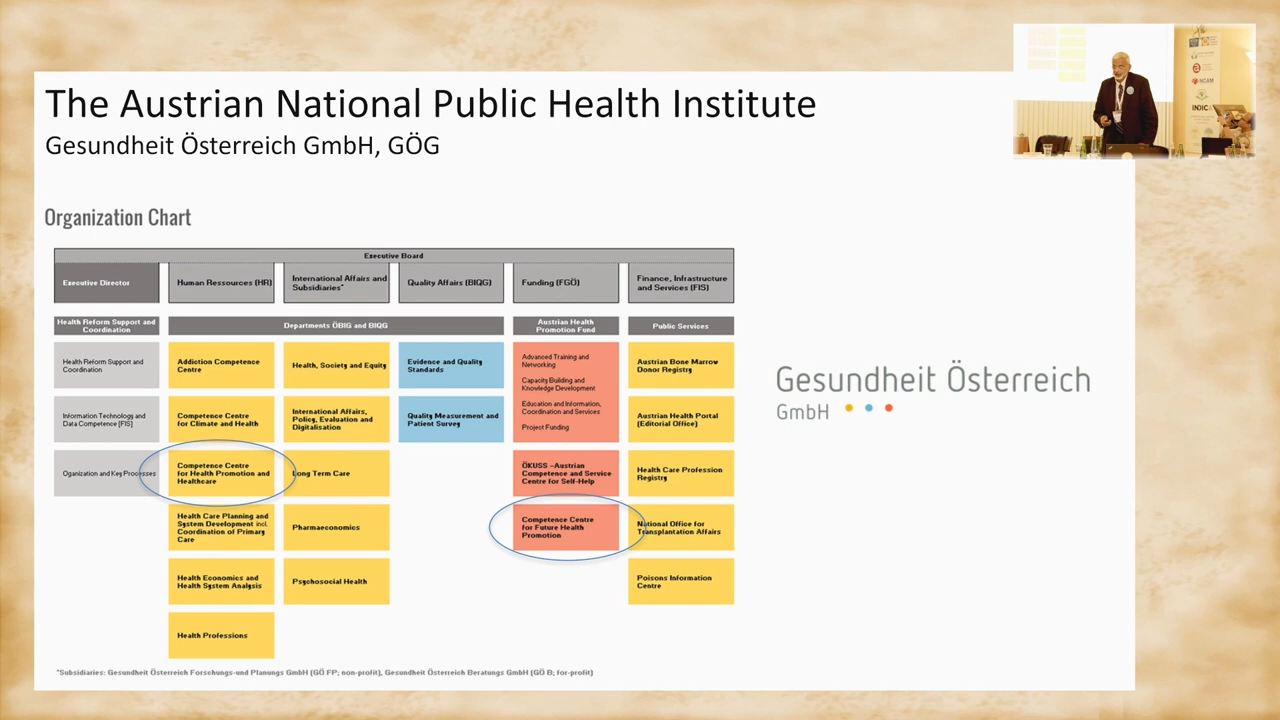 The Austrian National Public Health Institute
Gesundheit Österreich GmbH, GÖG
Organization Chart
Executive Board
Executive Director
Human Ressources (HR)
International Affairs and
Subsidiaries*
Quality Affairs (BIQG)
Funding (FGÖ)
Finance, Infrastructure
and Services (FIS)
Health Reform Support and
Coordination
Departments ÖBIG and BIQG
Austrian Health
Promotion Fund
Public Services
Health Reform Support and
Coordination
Information Technology and
Data Competence [FIS]
Oganization and Key Processes
Addiction Competence
Centre
Competence Centre
for Climate and Health
Competence Centre
for Health Promotion and
Healthcare
Health Care Planning and
System Development incl.
Coordination of Primary
Care
Health Economics and
Health System Analysis
Health Professions
Health, Society and Equity
International Affairs,
Policy, Evaluation and
Digitalisation
Long Term Care
Pharmaeconomics
Psychosocial Health
Evidence and Quality
Standards
Quality Measurement and
Patient Survey
Advanced Training and
Networking
Capacity Building and
Knowledge Development
Education and Information,
Coordination and Services
Project Funding
ÖKUSS –Austrian
Competence and Service
Centre for Self-Help
Competence Centre
for Future Health
Promotion
Austrian Bone Marrow
Donor Registry
Austrian Health Portal
(Editorial Office)
Health Care Profession
Registry
National Office for
Transplantation Affairs
Poisons Information
Centre
*Subsidiaries: Gesundheit Österreich Forschungs-und Planungs GmbH (GÖ FP; non-profit), Gesundheit Österreich Beratungs GmbH (GÖ B; for-profit)
Gesundheit Österreich
GmbH
NCAM